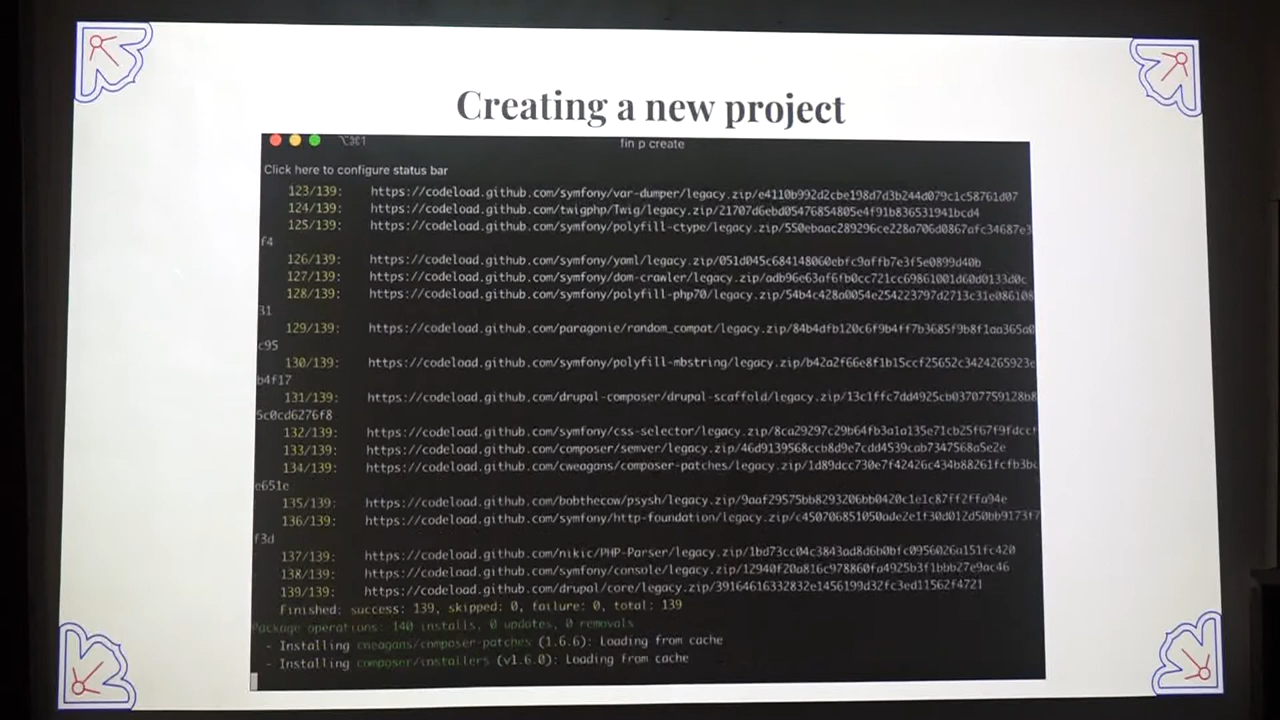 Creating a new project
⌥⌘1
fin p create
Click here to configure status bar
123/139: https://codeload.github.com/symfony/var-dumper/legacy.zip/e4110b992d2cbe198d7d3b244d079c1c58761d07
124/139: https://codeload.github.com/twigphp/Twig/legacy.zip/21707d6ebd05476854805e4f91b836531941bcd4
125/139: https://codeload.github.com/symfony/polyfill-ctype/legacy.zip/550ebaac289296ce228a706d0867afc34687e3
f4
126/139: https://codeload.github.com/symfony/yaml/legacy.zip/051d045c684148060ebfc9affb7e3f5e0899d40b
127/139: https://codeload.github.com/symfony/dom-crawler/legacy.zip/adb96e63af6fb0cc721cc69861001d60d0133d0c
128/139: https://codeload.github.com/symfony/polyfill-php70/legacy.zip/54b4c428a0054e254223797d2713c31e086108
31
129/139: https://codeload.github.com/paragonie/random_compat/legacy.zip/84b4dfb120c6f9b4ff7b3685f9b8f1aa365a0
c95
130/139: https://codeload.github.com/symfony/polyfill-mbstring/legacy.zip/b42a2f66e8f1b15ccf25652c3424265923e
b4f17
131/139: https://codeload.github.com/drupal-composer/drupal-scaffold/legacy.zip/13c1ffc7dd4925cb03707759128b8
5c0cd6276f8
132/139: https://codeload.github.com/symfony/css-selector/legacy.zip/8ca29297c29b64fb3a1a135e71cb25f67f9fdccf
133/139: https://codeload.github.com/composer/semver/legacy.zip/46d9139568ccb8d9e7cdd4539cab7347568a5e2e
134/139: https://codeload.github.com/cweagans/composer-patches/legacy.zip/1d89dcc730e7f42426c434b88261fcfb3bc
e651e
135/139: https://codeload.github.com/bobthecow/psysh/legacy.zip/9aaf29575bb8293206bb0420c1e1c87ff2ffa94e
136/139: https://codeload.github.com/symfony/http-foundation/legacy.zip/c450706851050ade2e1f30d012d50bb9173f7
f3d
137/139: https://codeload.github.com/nikic/PHP-Parser/legacy.zip/1bd73cc04c3843ad8d6b0bfc0956026a151fc420
138/139: https://codeload.github.com/symfony/console/legacy.zip/12940f20a816c978860fa4925b3f1bbb27e9ac46
139/139: https://codeload.github.com/drupal/core/legacy.zip/39164616332832e1456199d32fc3ed11562f4721
Finished: success: 139, skipped: 0, failure: 0, total: 139
Package operations: 140 installs, 0 updates, 0 removals
- Installing cweagans/composer-patches (1.6.6): Loading from cache
- Installing composer/installers (v1.6.0): Loading from cache